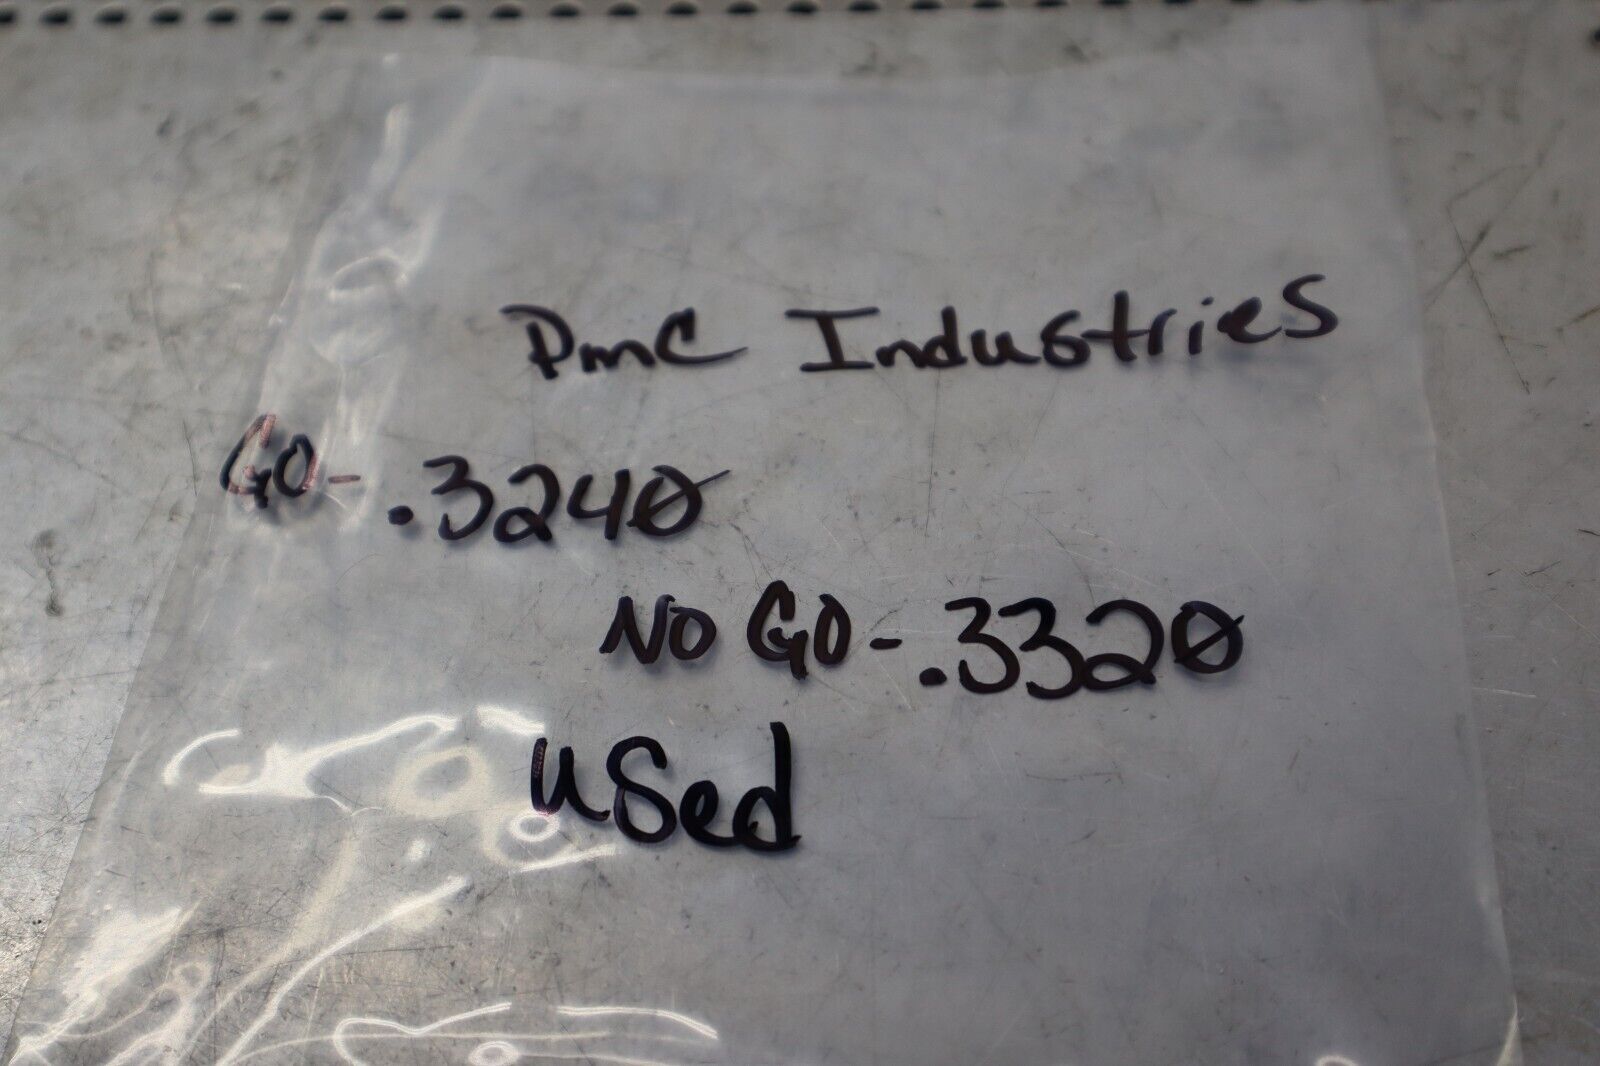 PmC Industries
GO- .3240
NO GO - .3320
used